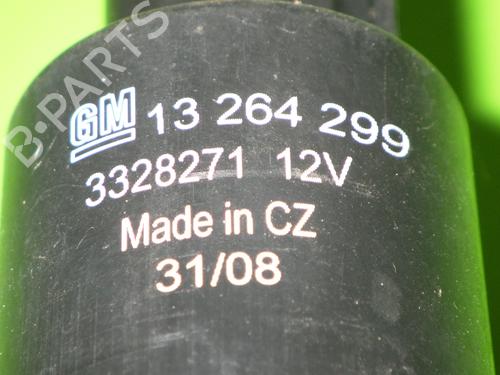 B-PARTS
GM 13 264 299
3328271 12V
Made in CZ
31/08